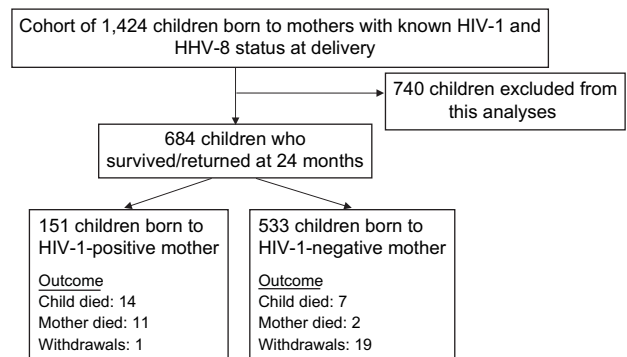 Cohort of 1,424 children born to mothers with known HIV-1 and
HHV-8 status at delivery
740 children excluded from
this analyses
684 children who
survived/returned at 24 months
151 children born to
HIV-1-positive mother
Outcome
Child died: 14
Mother died: 11
Withdrawals: 1
533 children born to
HIV-1-negative mother
Outcome
Child died: 7
Mother died: 2
Withdrawals: 19